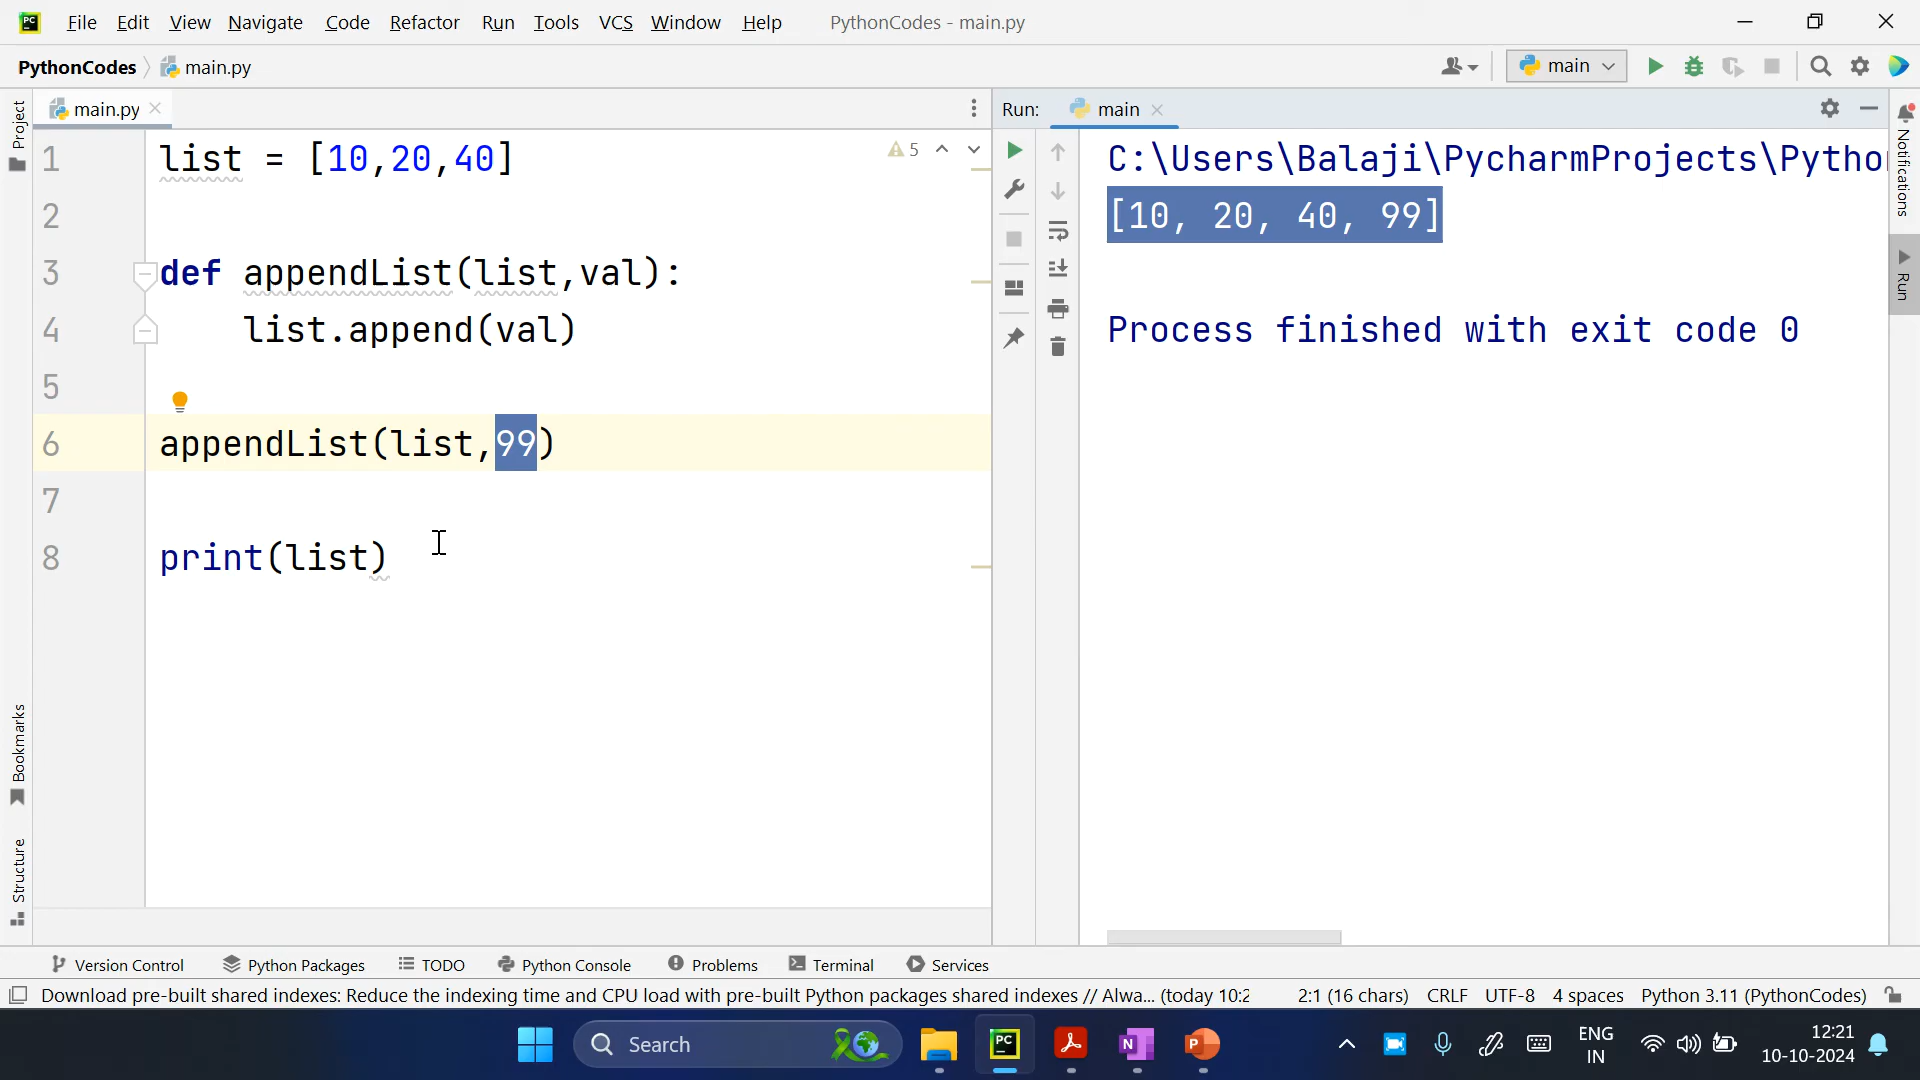 PC File Edit View Navigate Code Refactor Run Tools VCS Window Help PythonCodes - main.py
PythonCodes main.py main
Project
main.py
Run: main
Notifications
Run
5
1 list = [10,20,40]
2
3 def appendList(list,val):
4     list.append(val)
5
6 appendList(list,99)
7
8 print(list)
C:\Users\Balaji\PycharmProjects\Pytho
[10, 20, 40, 99]
Process finished with exit code 0
Bookmarks
Structure
Version Control Python Packages TODO Python Console Problems Terminal Services
Download pre-built shared indexes: Reduce the indexing time and CPU load with pre-built Python packages shared indexes // Alwa... (today 10:2 2:1 (16 chars) CRLF UTF-8 4 spaces Python 3.11 (PythonCodes)
Search PC N P ENG 12:21
IN 10-10-2024